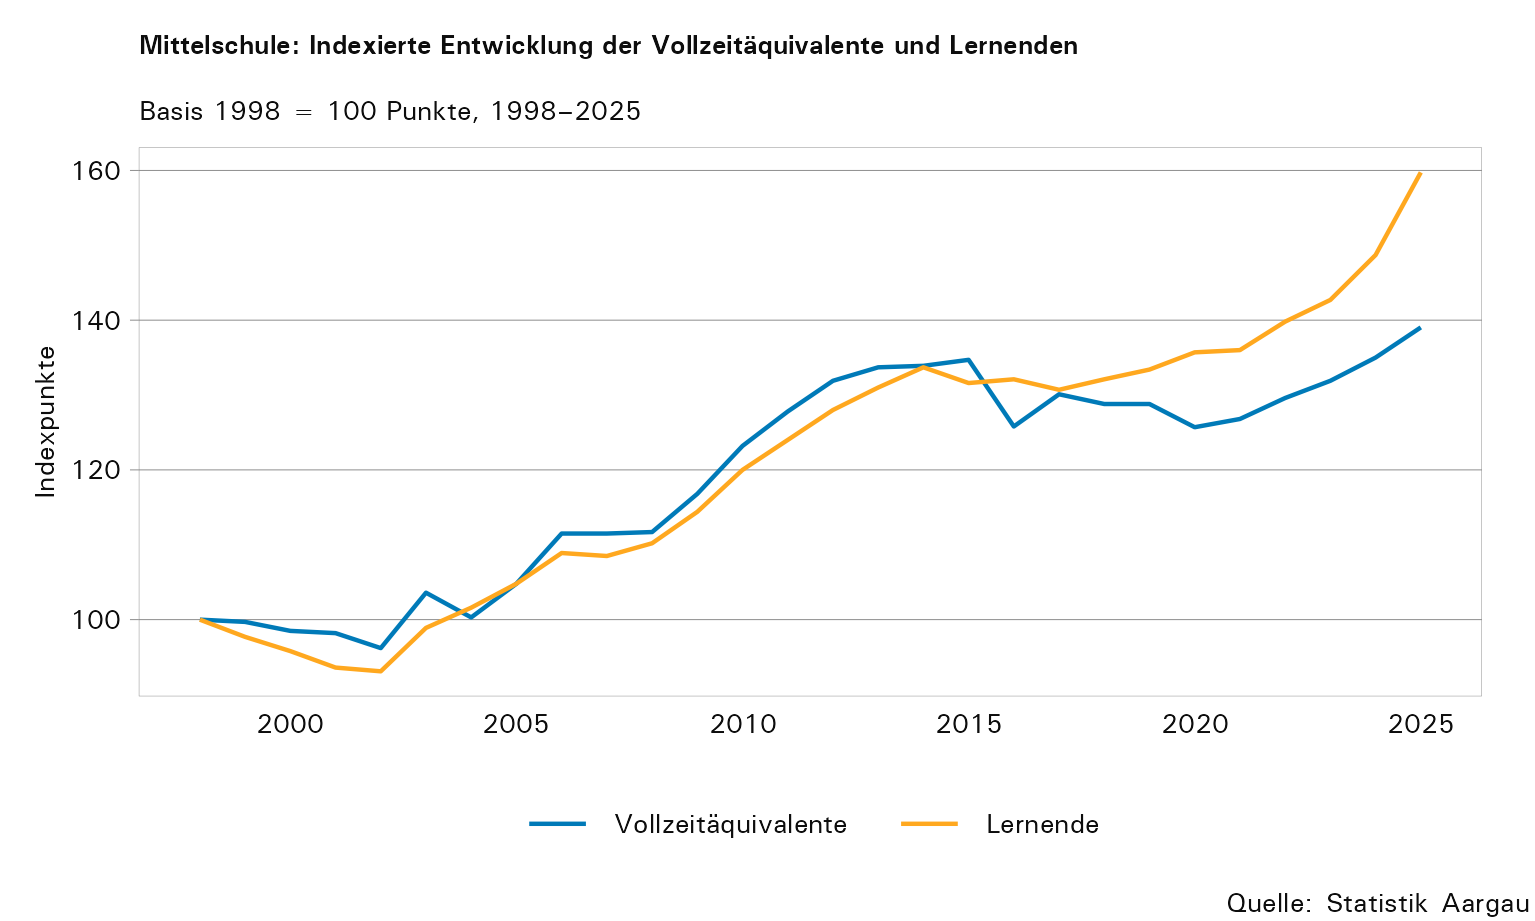 Mittelschule: Indexierte Entwicklung der Vollzeitäquivalente und Lernenden
Basis 1998 = 100 Punkte, 1998–2025
160
140
120
100
Indexpunkte
2000 2005 2010 2015 2020 2025
Vollzeitäquivalente Lernende
Quelle: Statistik Aargau